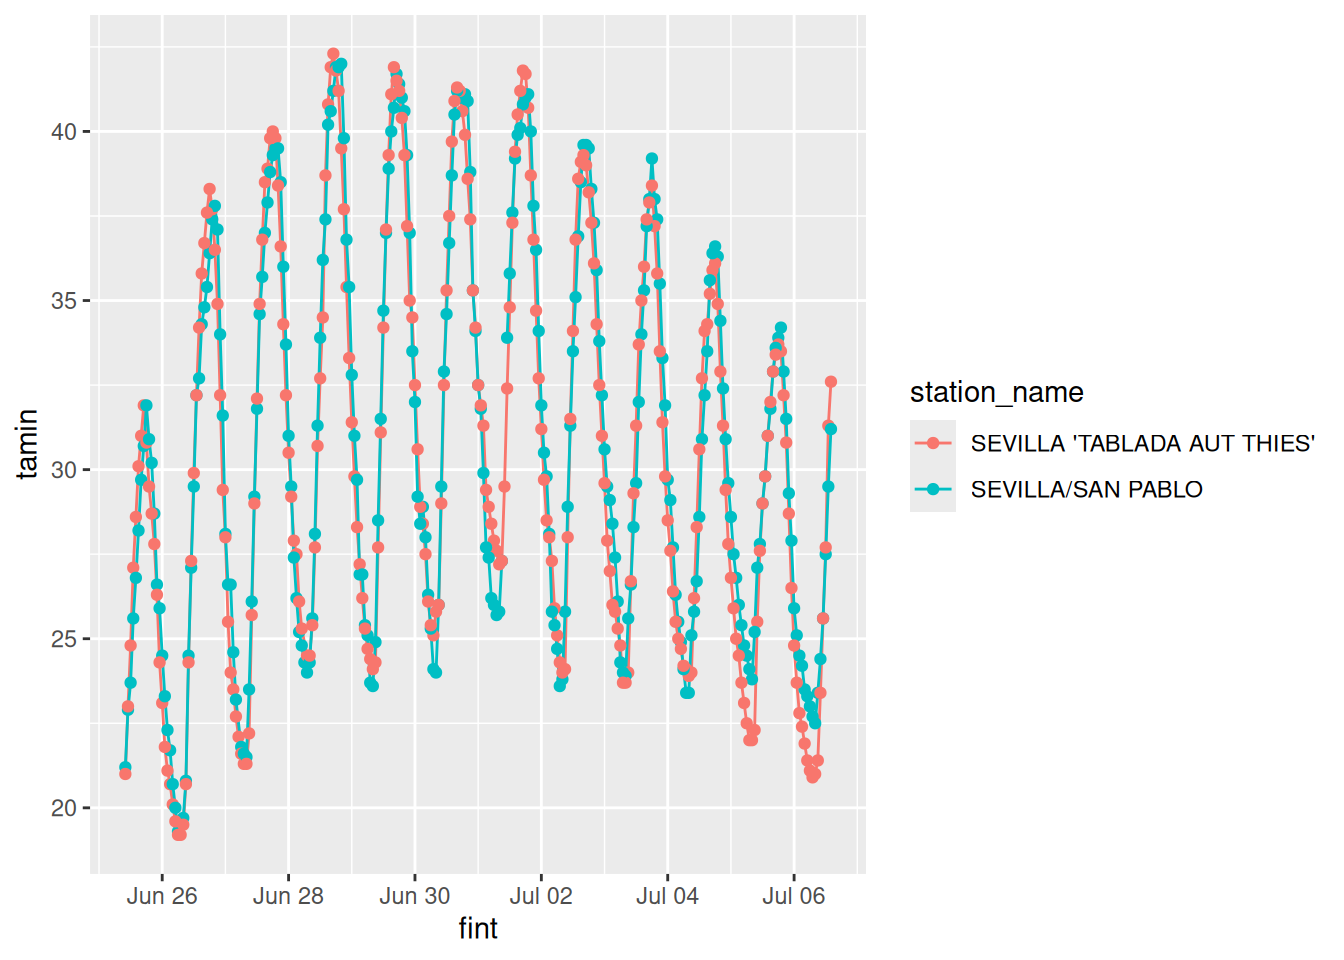 40
35
30
25
20
tamin
Jun 26 Jun 28 Jun 30 Jul 02 Jul 04 Jul 06
fint
station_name
SEVILLA 'TABLADA AUT THIES'
SEVILLA/SAN PABLO